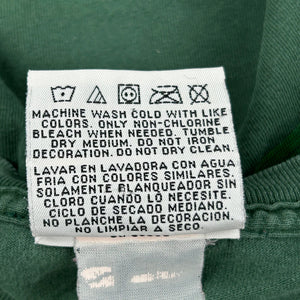 MACHINE WASH COLD WITH LIKE
COLORS. ONLY NON-CHLORINE
BLEACH WHEN NEEDED. TUMBLE
DRY MEDIUM. DO NOT IRON
DECORATION. DO NOT DRY CLEAN.
LAVAR EN LAVADORA CON AGUA
FRIA CON COLORES SIMILARES.
SOLAMENTE BLANQUEADOR SIN
CLORO CUANDO LO NECESITE.
CICLO DE SECADO MEDIANO.
NO PLANCHE LA DECORACION.
NO LIMPIAR A SECO.